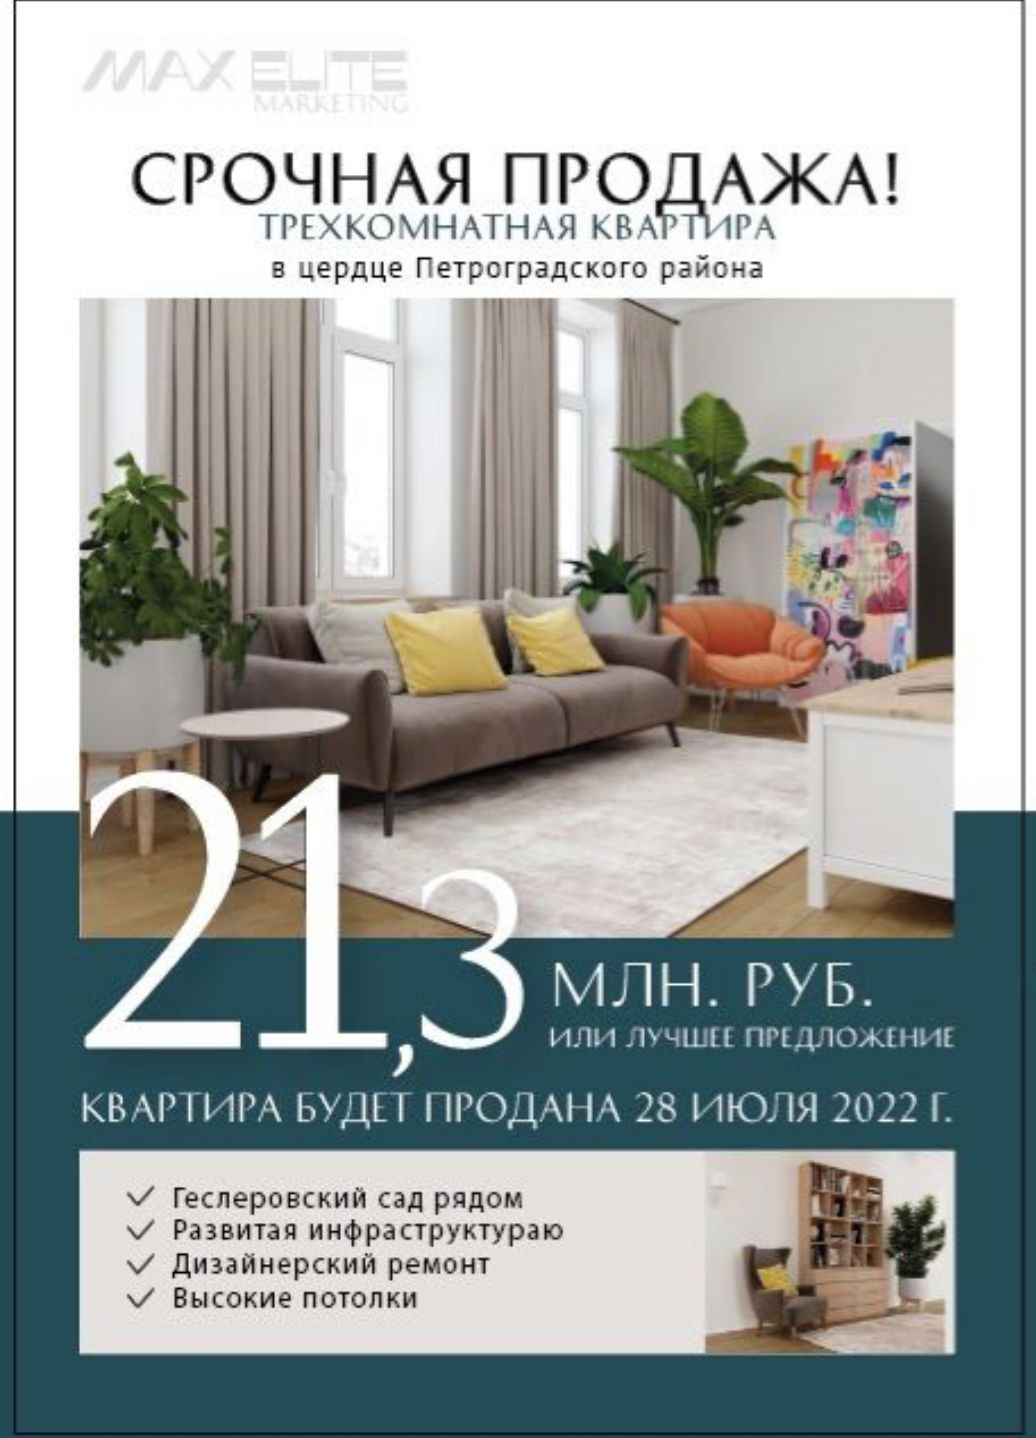 MAX ELITE
MARKETING
СРОЧНАЯ ПРОДАЖА!
ТРЕХКОМНАТНАЯ КВАРТИРА
в цердце Петроградского района
21,3 МЛН. РУБ.
ИЛИ ЛУЧШЕЕ ПРЕДЛОЖЕНИЕ
КВАРТИРА БУДЕТ ПРОДАНА 28 ИЮЛЯ 2022 Г.
✓ Геслеровский сад рядом
✓ Развитая инфраструктураю
✓ Дизайнерский ремонт
✓ Высокие потолки